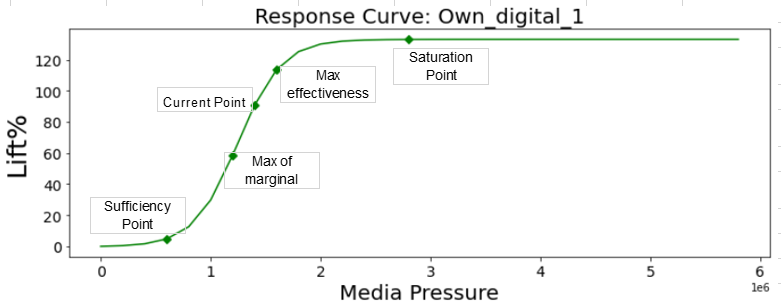 Response Curve: Own_digital_1
Lift%
120
100
80
60
40
20
0
Saturation
Point
Max
effectiveness
Current Point
Max of
marginal
Sufficiency
Point
0 1 2 3 4 5 6
1e6
Media Pressure